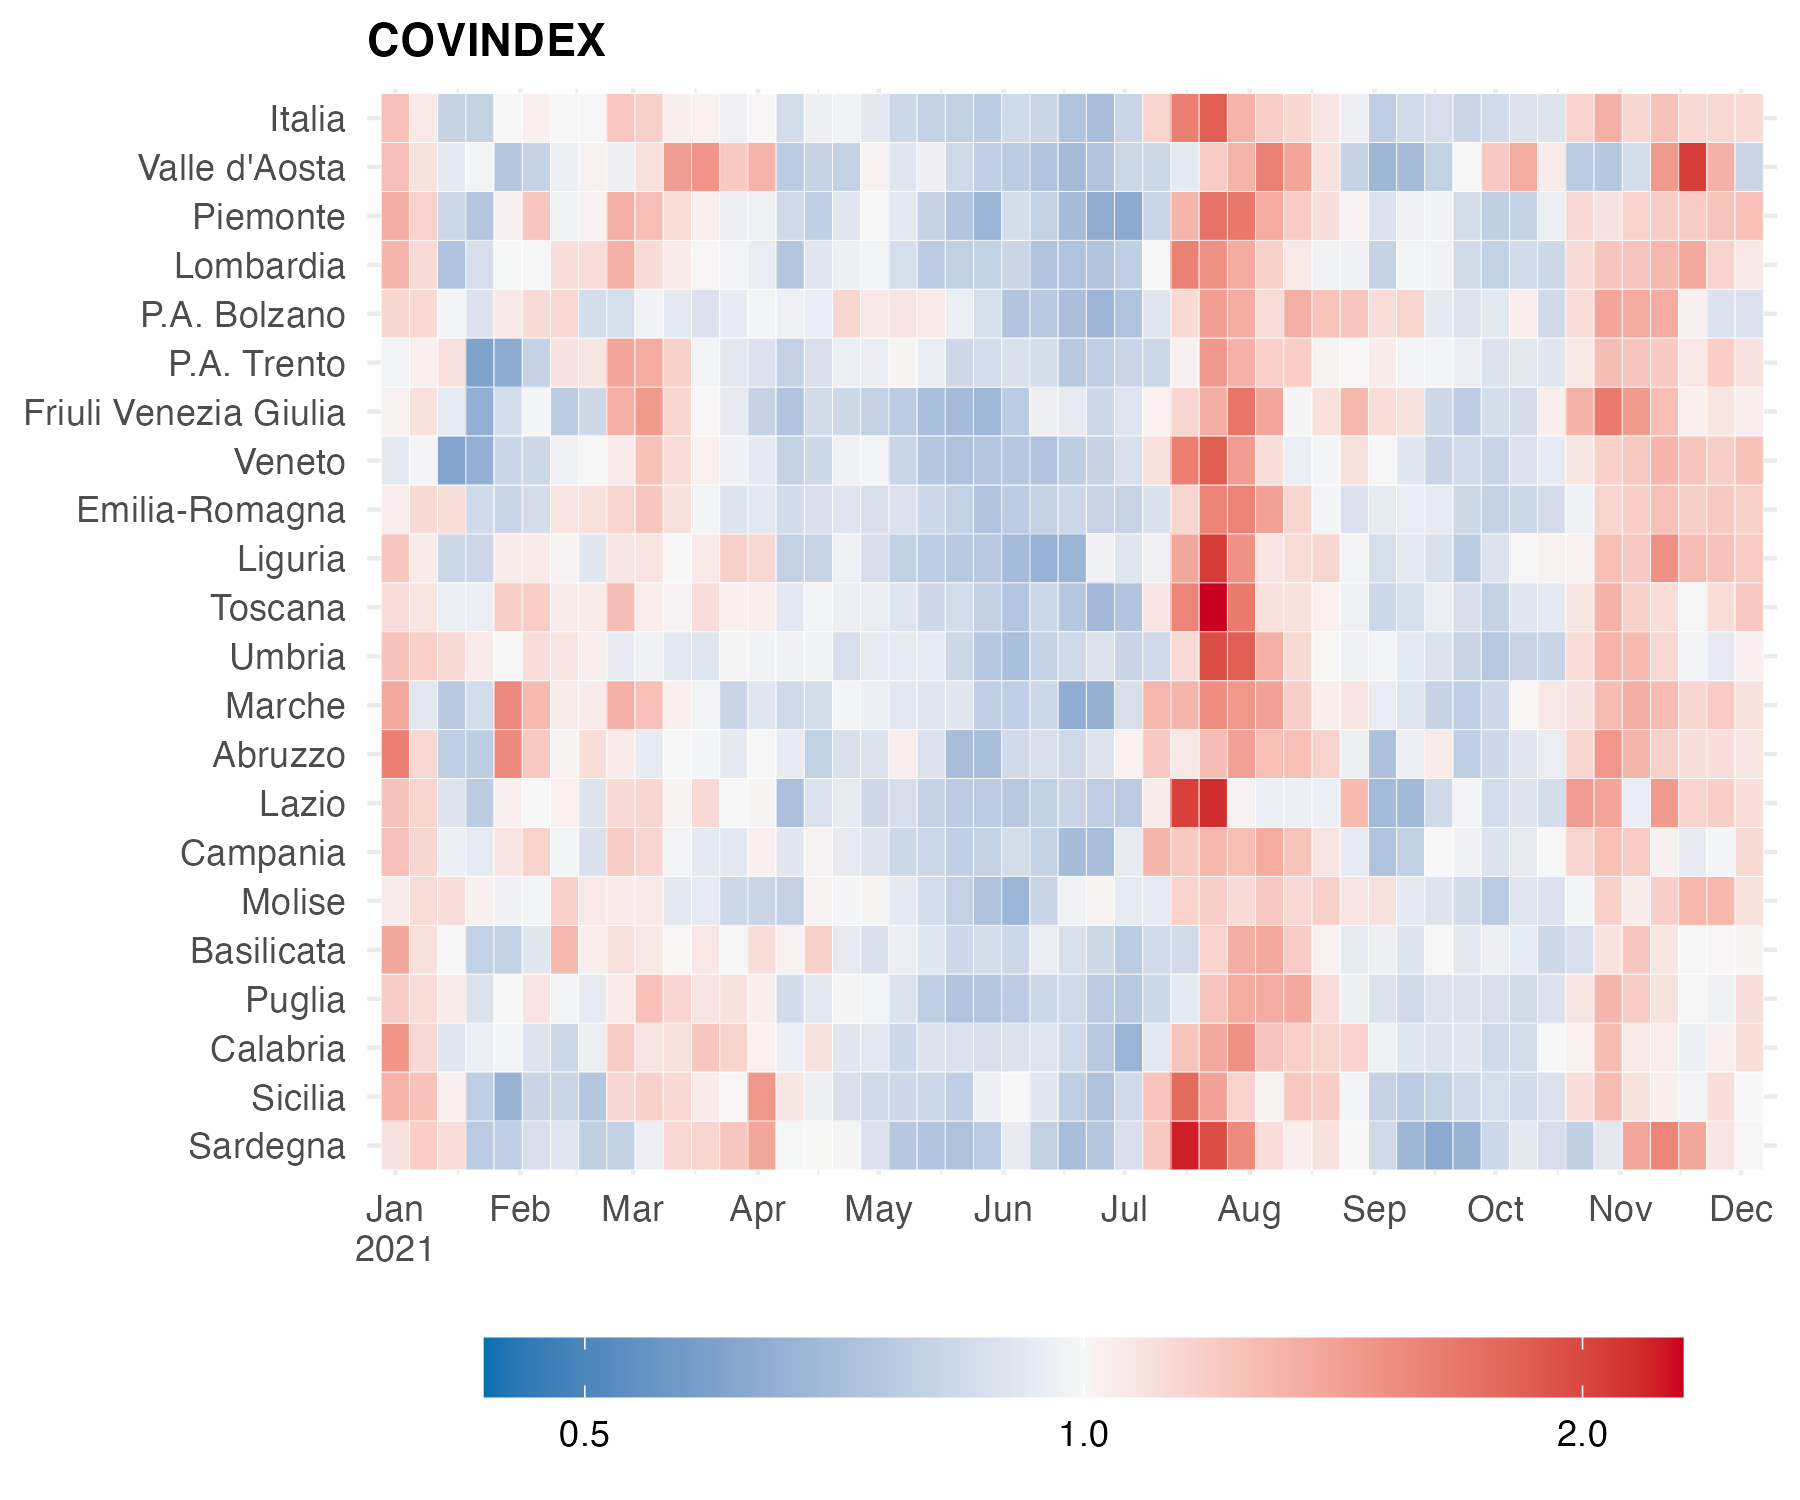 COVINDEX
Italia
Valle d'Aosta
Piemonte
Lombardia
P.A. Bolzano
P.A. Trento
Friuli Venezia Giulia
Veneto
Emilia-Romagna
Liguria
Toscana
Umbria
Marche
Abruzzo
Lazio
Campania
Molise
Basilicata
Puglia
Calabria
Sicilia
Sardegna
Jan Feb Mar Apr May Jun Jul Aug Sep Oct Nov Dec
2021
0.5 1.0 2.0